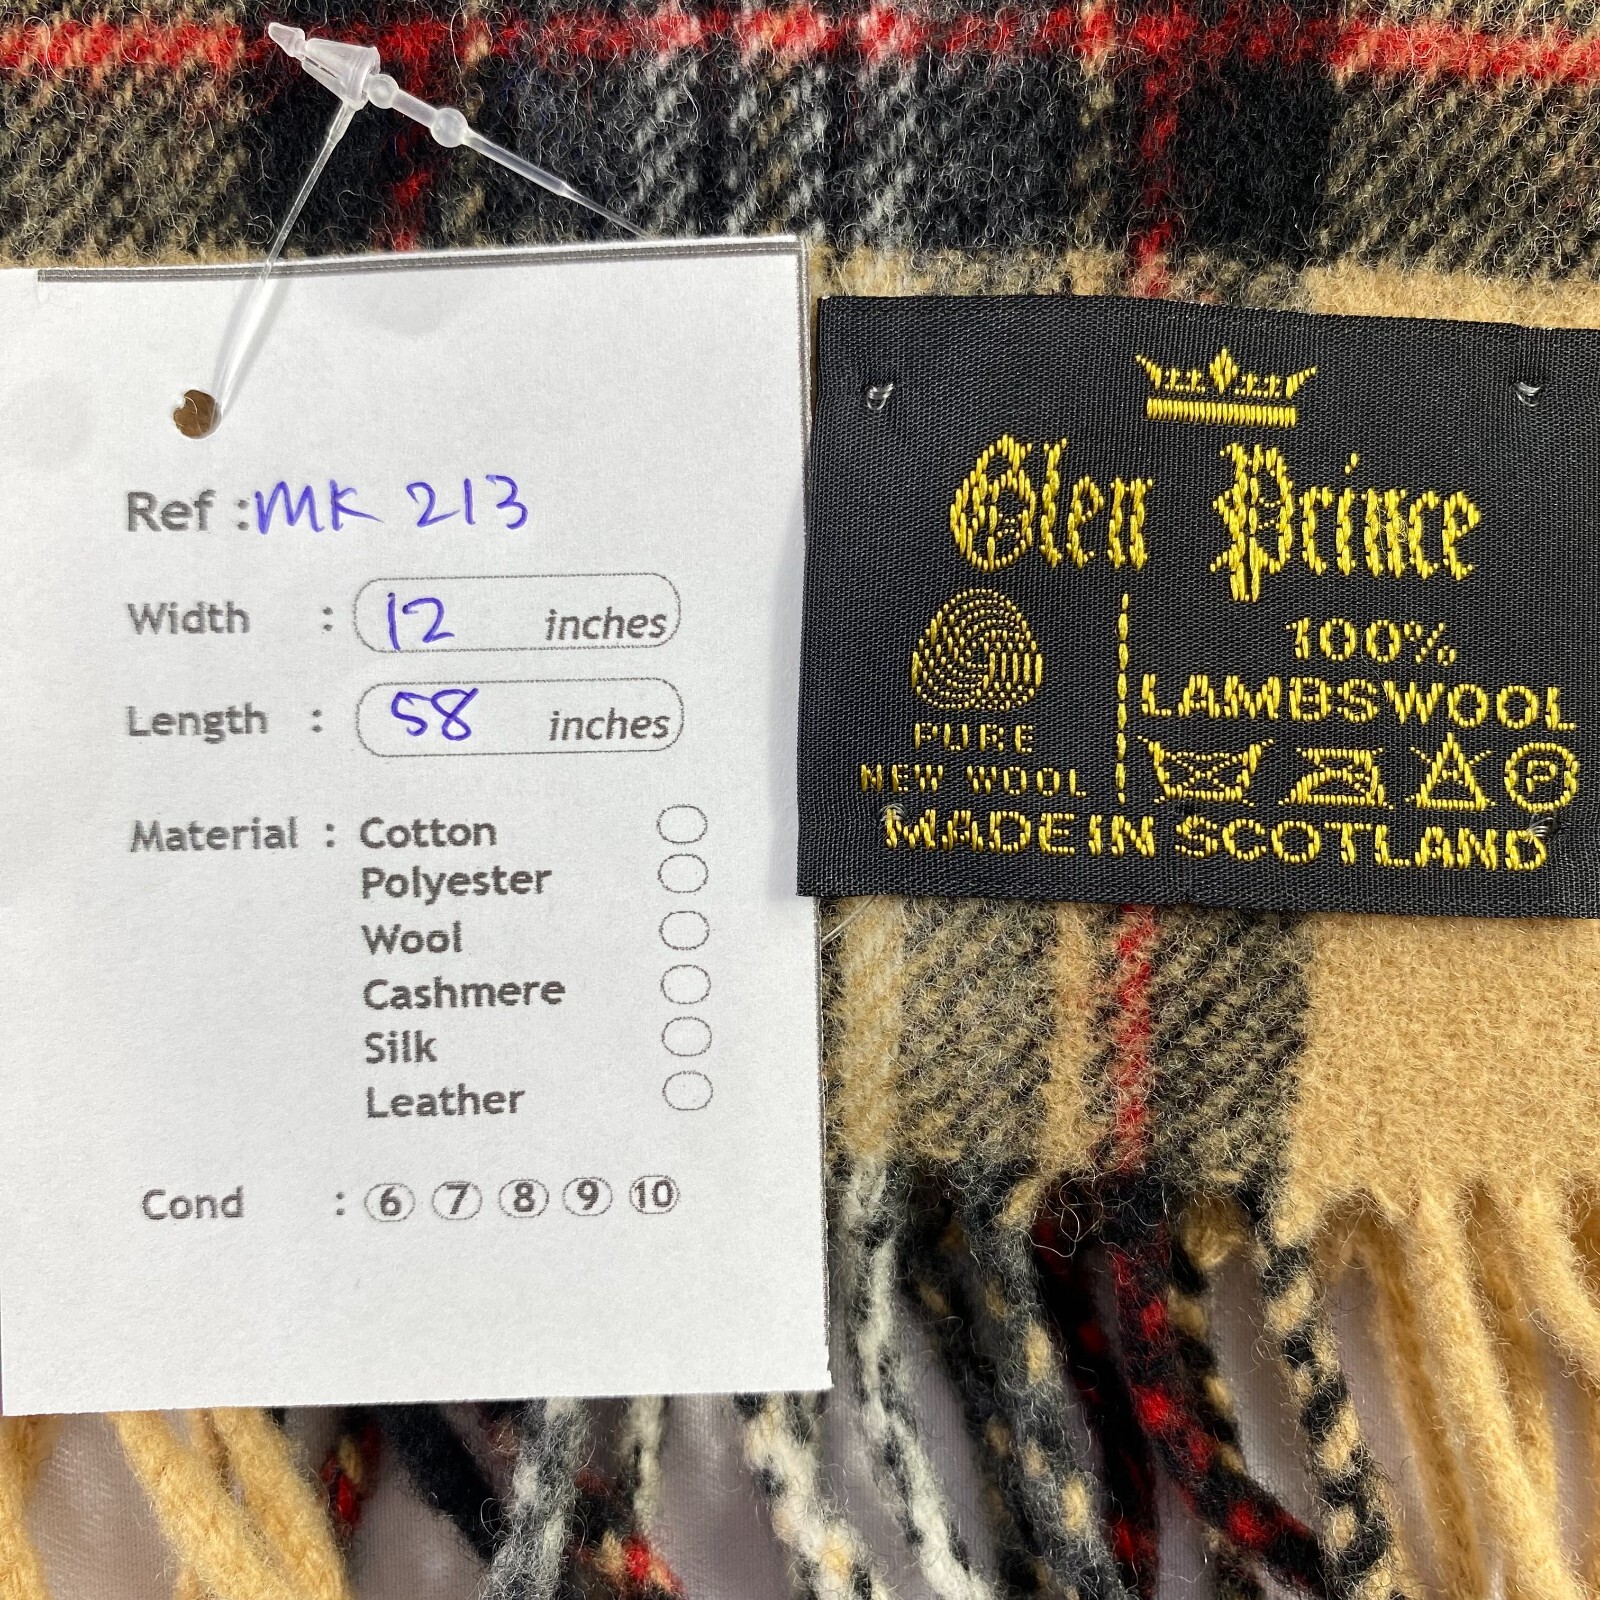 Ref : MK 213
Width : 12 inches
Length : 58 inches
Material : Cotton
Polyester
Wool
Cashmere
Silk
Leather
Cond : 6 7 8 9 10
Glen Prince
PURE
NEW WOOL
100%
LAMBSWOOL
A P
MADE IN SCOTLAND